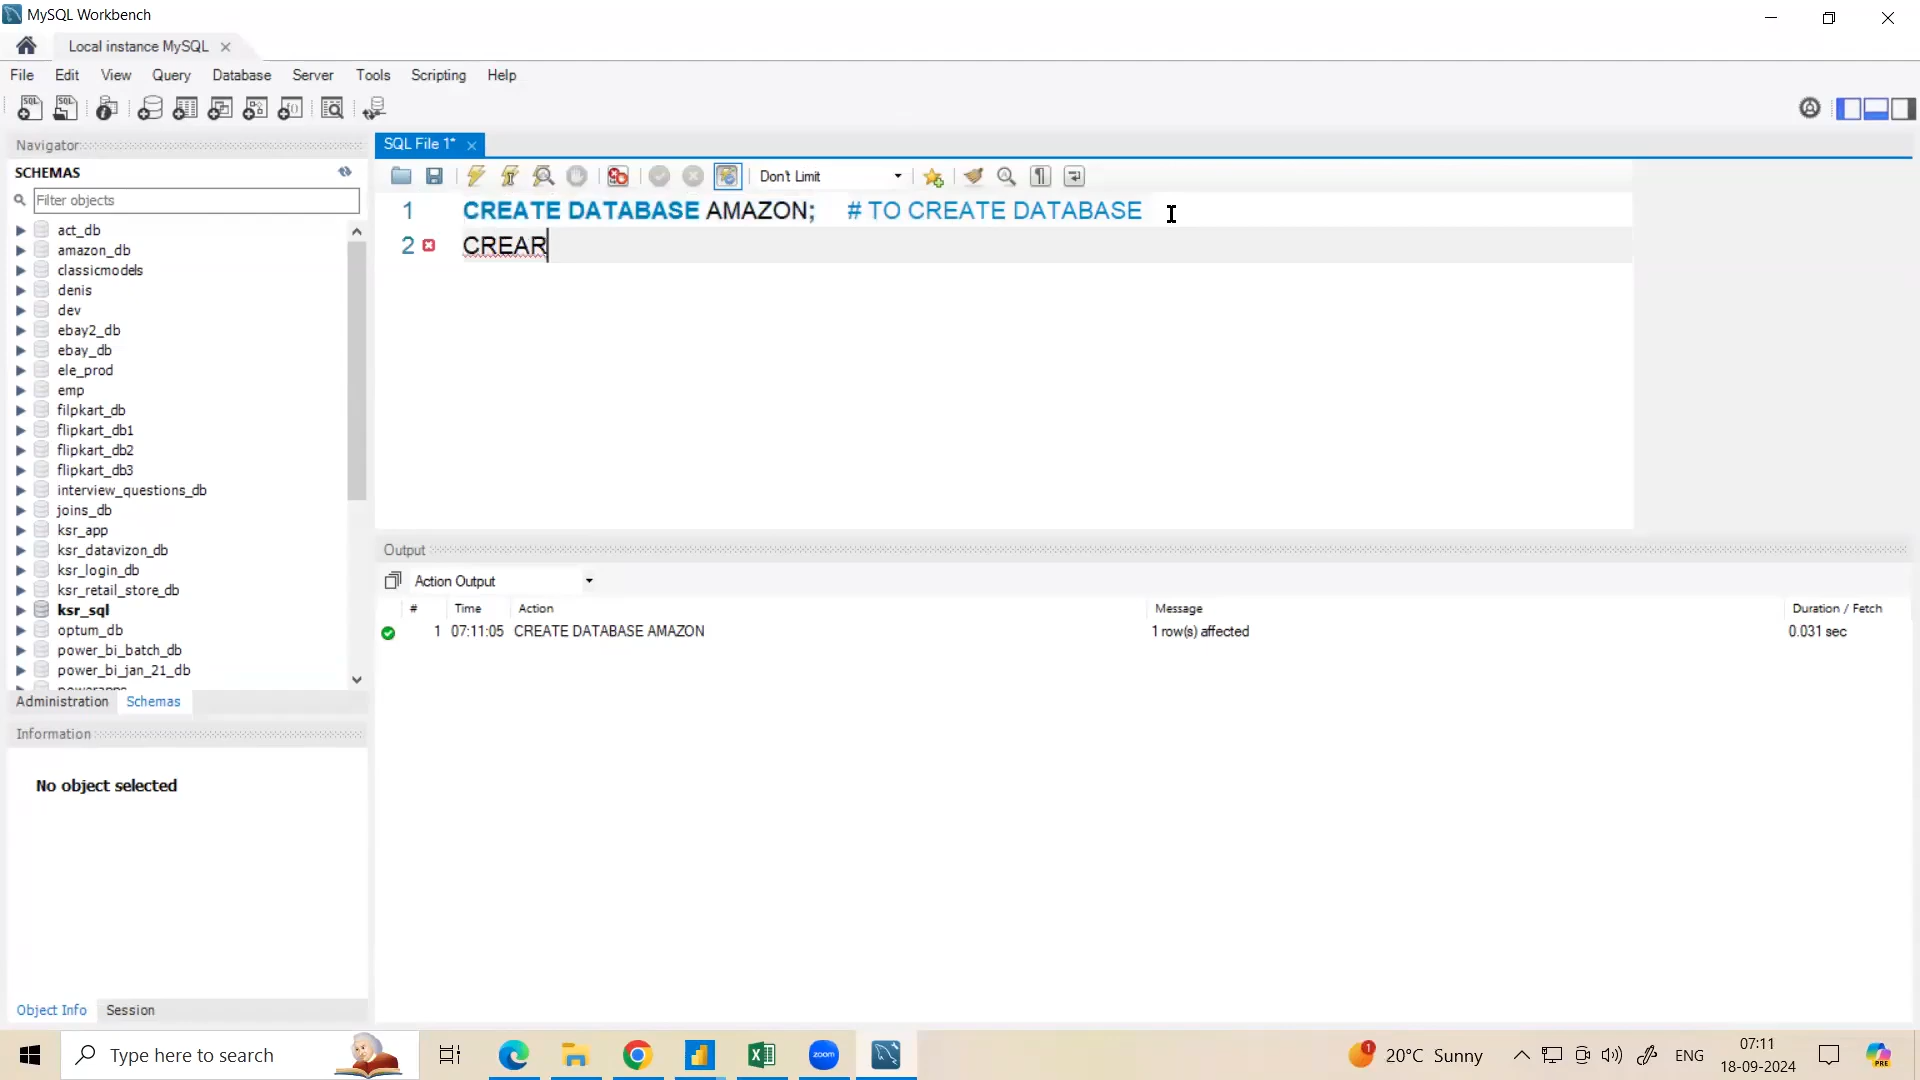 MySQL Workbench
Local instance MySQL
File Edit View Query Database Server Tools Scripting Help
Navigator
SCHEMAS
Filter objects
act_db
amazon_db
classicmodels
denis
dev
ebay2_db
ebay_db
ele_prod
emp
filpkart_db
flipkart_db1
flipkart_db2
flipkart_db3
interview_questions_db
joins_db
ksr_app
ksr_datavizon_db
ksr_login_db
ksr_retail_store_db
ksr_sql
optum_db
power_bi_batch_db
power_bi_jan_21_db
Administration Schemas
Information
No object selected
Object Info Session
SQL File 1*
Don't Limit
1 CREATE DATABASE AMAZON; # TO CREATE DATABASE
2 CREAR
Output
Action Output
# Time Action Message Duration / Fetch
1 07:11:05 CREATE DATABASE AMAZON 1 row(s) affected 0.031 sec
Type here to search
zoom
1
20°C Sunny
ENG
07:11
18-09-2024
PRE